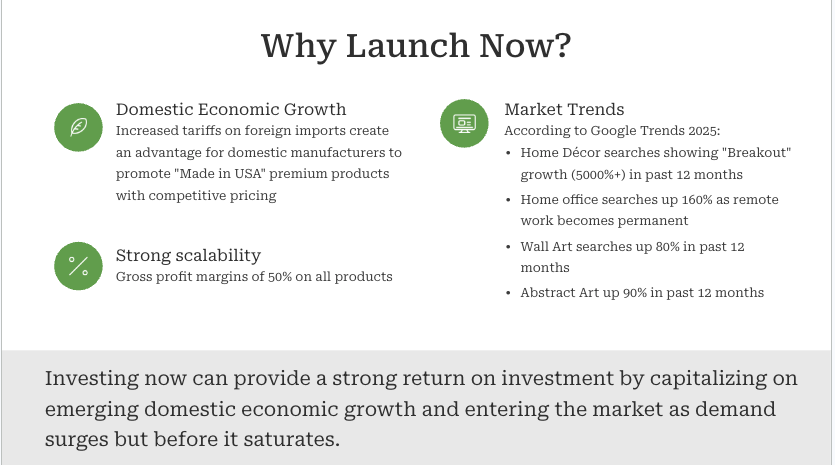 Why Launch Now?
Domestic Economic Growth
Increased tariffs on foreign imports create
an advantage for domestic manufacturers to
promote "Made in USA" premium products
with competitive pricing
Strong scalability
Gross profit margins of 50% on all products
Market Trends
According to Google Trends 2025:
• Home Décor searches showing "Breakout"
growth (5000%+) in past 12 months
• Home office searches up 160% as remote
work becomes permanent
• Wall Art searches up 80% in past 12
months
• Abstract Art up 90% in past 12 months
Investing now can provide a strong return on investment by capitalizing on
emerging domestic economic growth and entering the market as demand
surges but before it saturates.